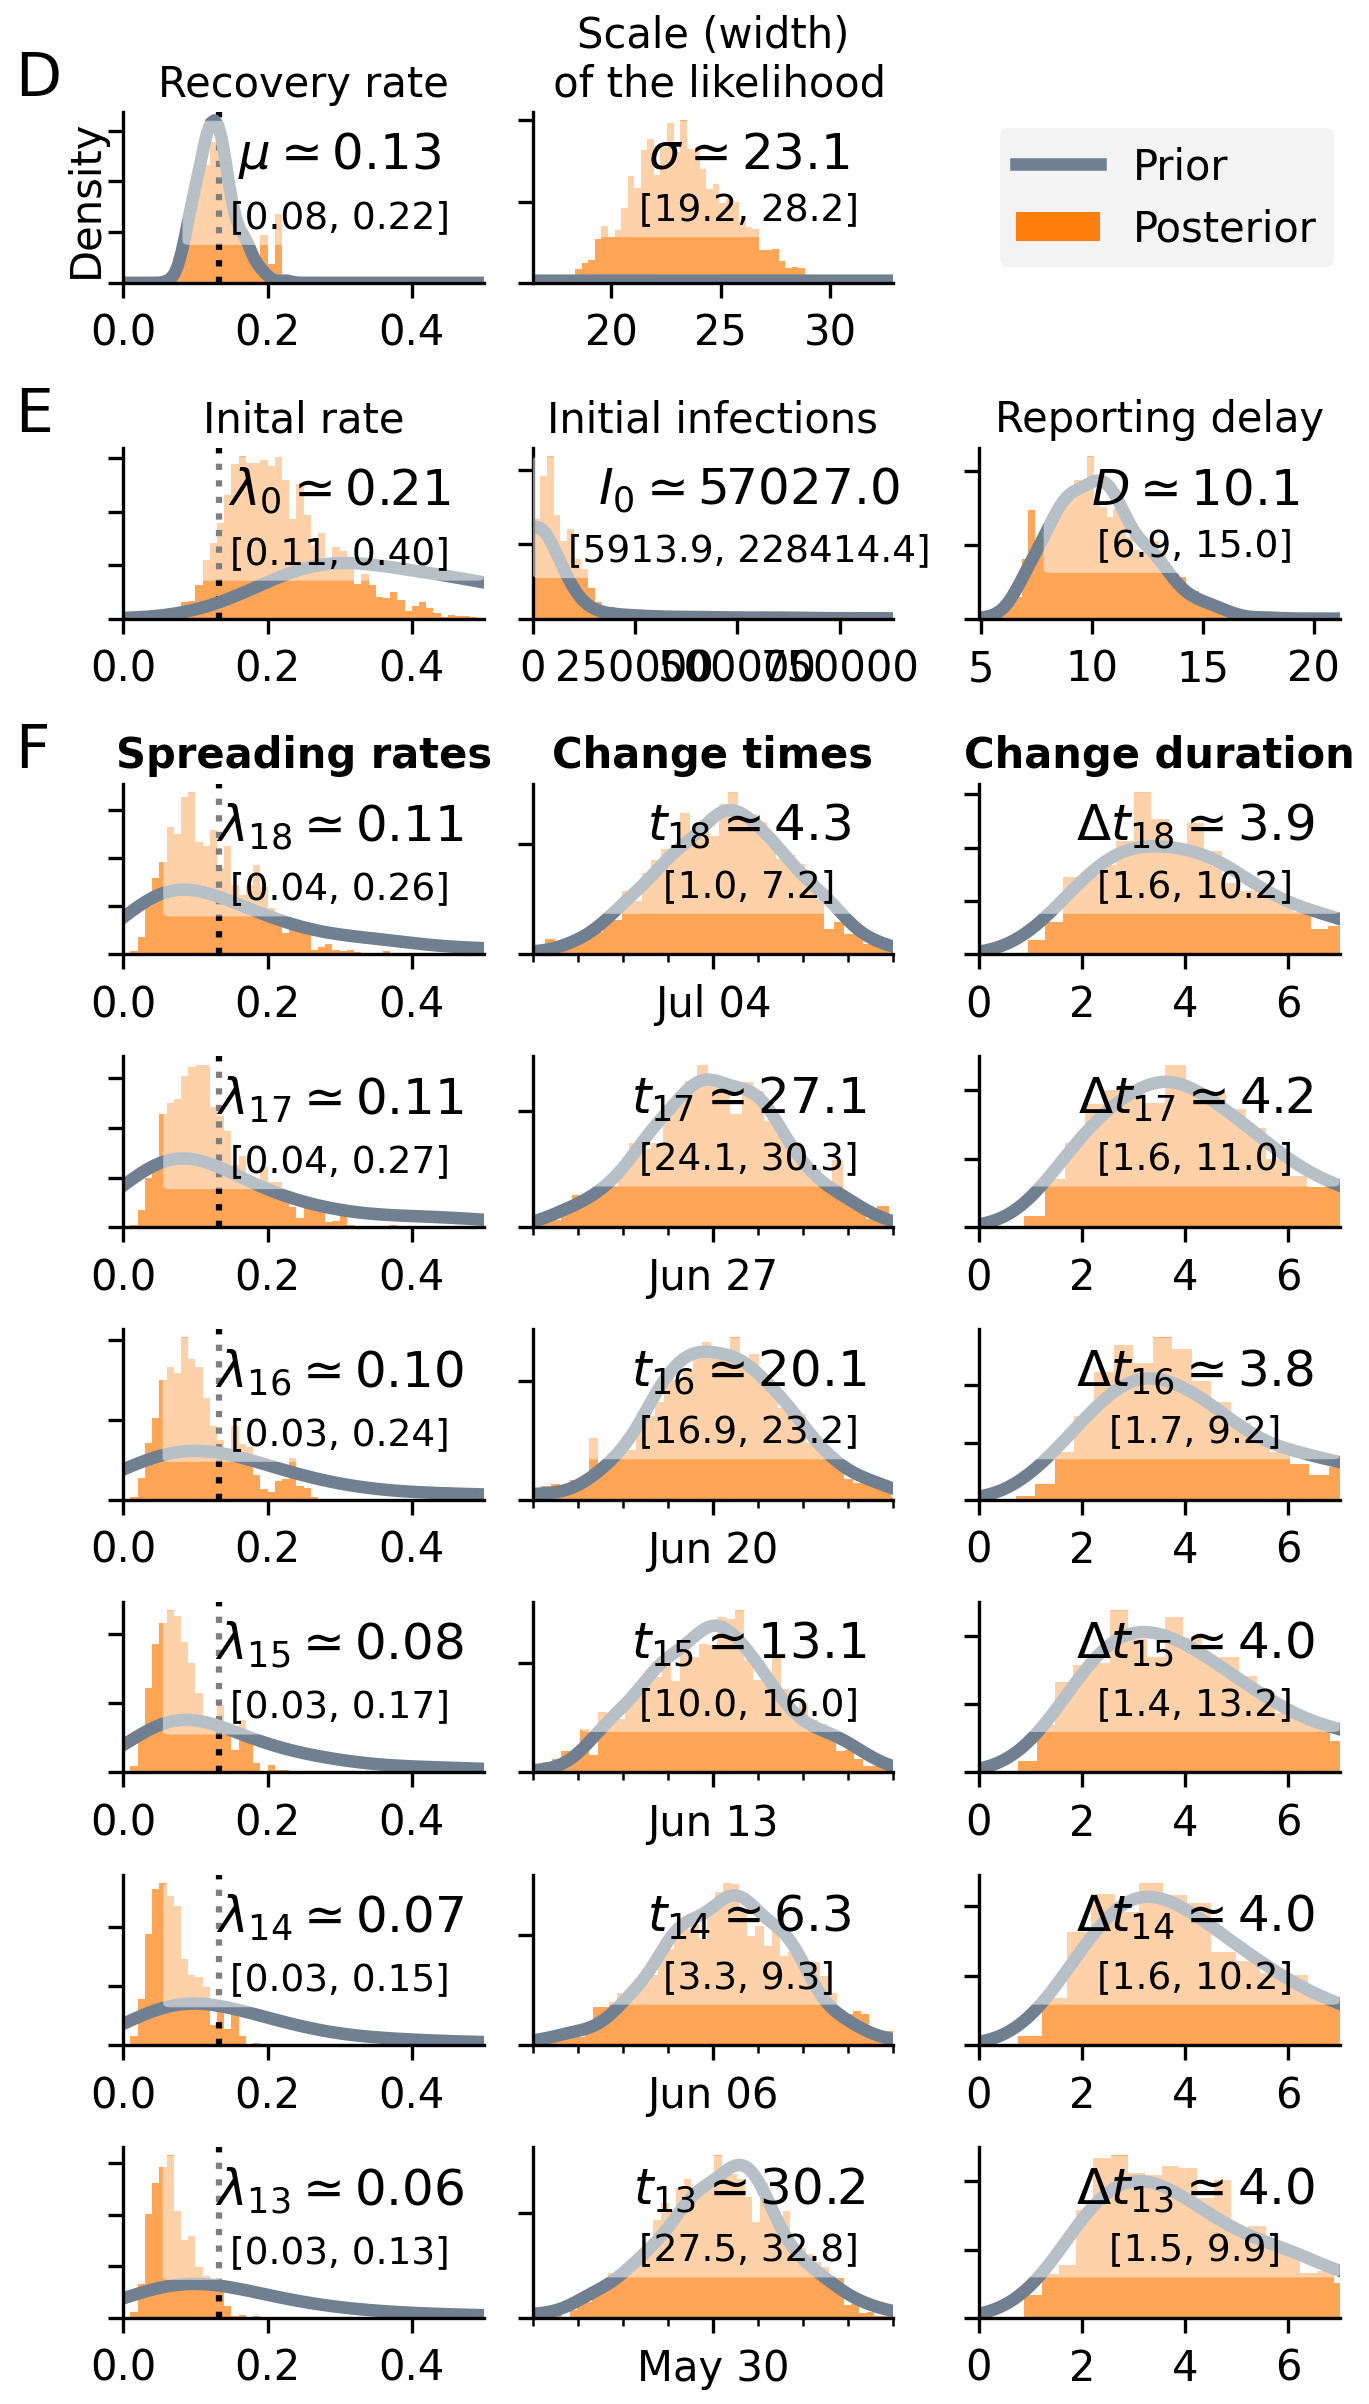 D
Recovery rate
Scale (width)
of the likelihood
Density
μ ≃ 0.13
[0.08, 0.22]
σ ≃ 23.1
[19.2, 28.2]
Prior
Posterior
0.0 0.2 0.4
20 25 30
E
Inital rate
Initial infections
Reporting delay
λ0 ≃ 0.21
[0.11, 0.40]
I0 ≃ 57027.0
[5913.9, 228414.4]
D ≃ 10.1
[6.9, 15.0]
0.0 0.2 0.4
0 250000 500000 750000
5 10 15 20
F
Spreading rates
Change times
Change duration
λ18 ≃ 0.11
[0.04, 0.26]
t18 ≃ 4.3
[1.0, 7.2]
Δt18 ≃ 3.9
[1.6, 10.2]
0.0 0.2 0.4
Jul 04
0 2 4 6
λ17 ≃ 0.11
[0.04, 0.27]
t17 ≃ 27.1
[24.1, 30.3]
Δt17 ≃ 4.2
[1.6, 11.0]
0.0 0.2 0.4
Jun 27
0 2 4 6
λ16 ≃ 0.10
[0.03, 0.24]
t16 ≃ 20.1
[16.9, 23.2]
Δt16 ≃ 3.8
[1.7, 9.2]
0.0 0.2 0.4
Jun 20
0 2 4 6
λ15 ≃ 0.08
[0.03, 0.17]
t15 ≃ 13.1
[10.0, 16.0]
Δt15 ≃ 4.0
[1.4, 13.2]
0.0 0.2 0.4
Jun 13
0 2 4 6
λ14 ≃ 0.07
[0.03, 0.15]
t14 ≃ 6.3
[3.3, 9.3]
Δt14 ≃ 4.0
[1.6, 10.2]
0.0 0.2 0.4
Jun 06
0 2 4 6
λ13 ≃ 0.06
[0.03, 0.13]
t13 ≃ 30.2
[27.5, 32.8]
Δt13 ≃ 4.0
[1.5, 9.9]
0.0 0.2 0.4
May 30
0 2 4 6